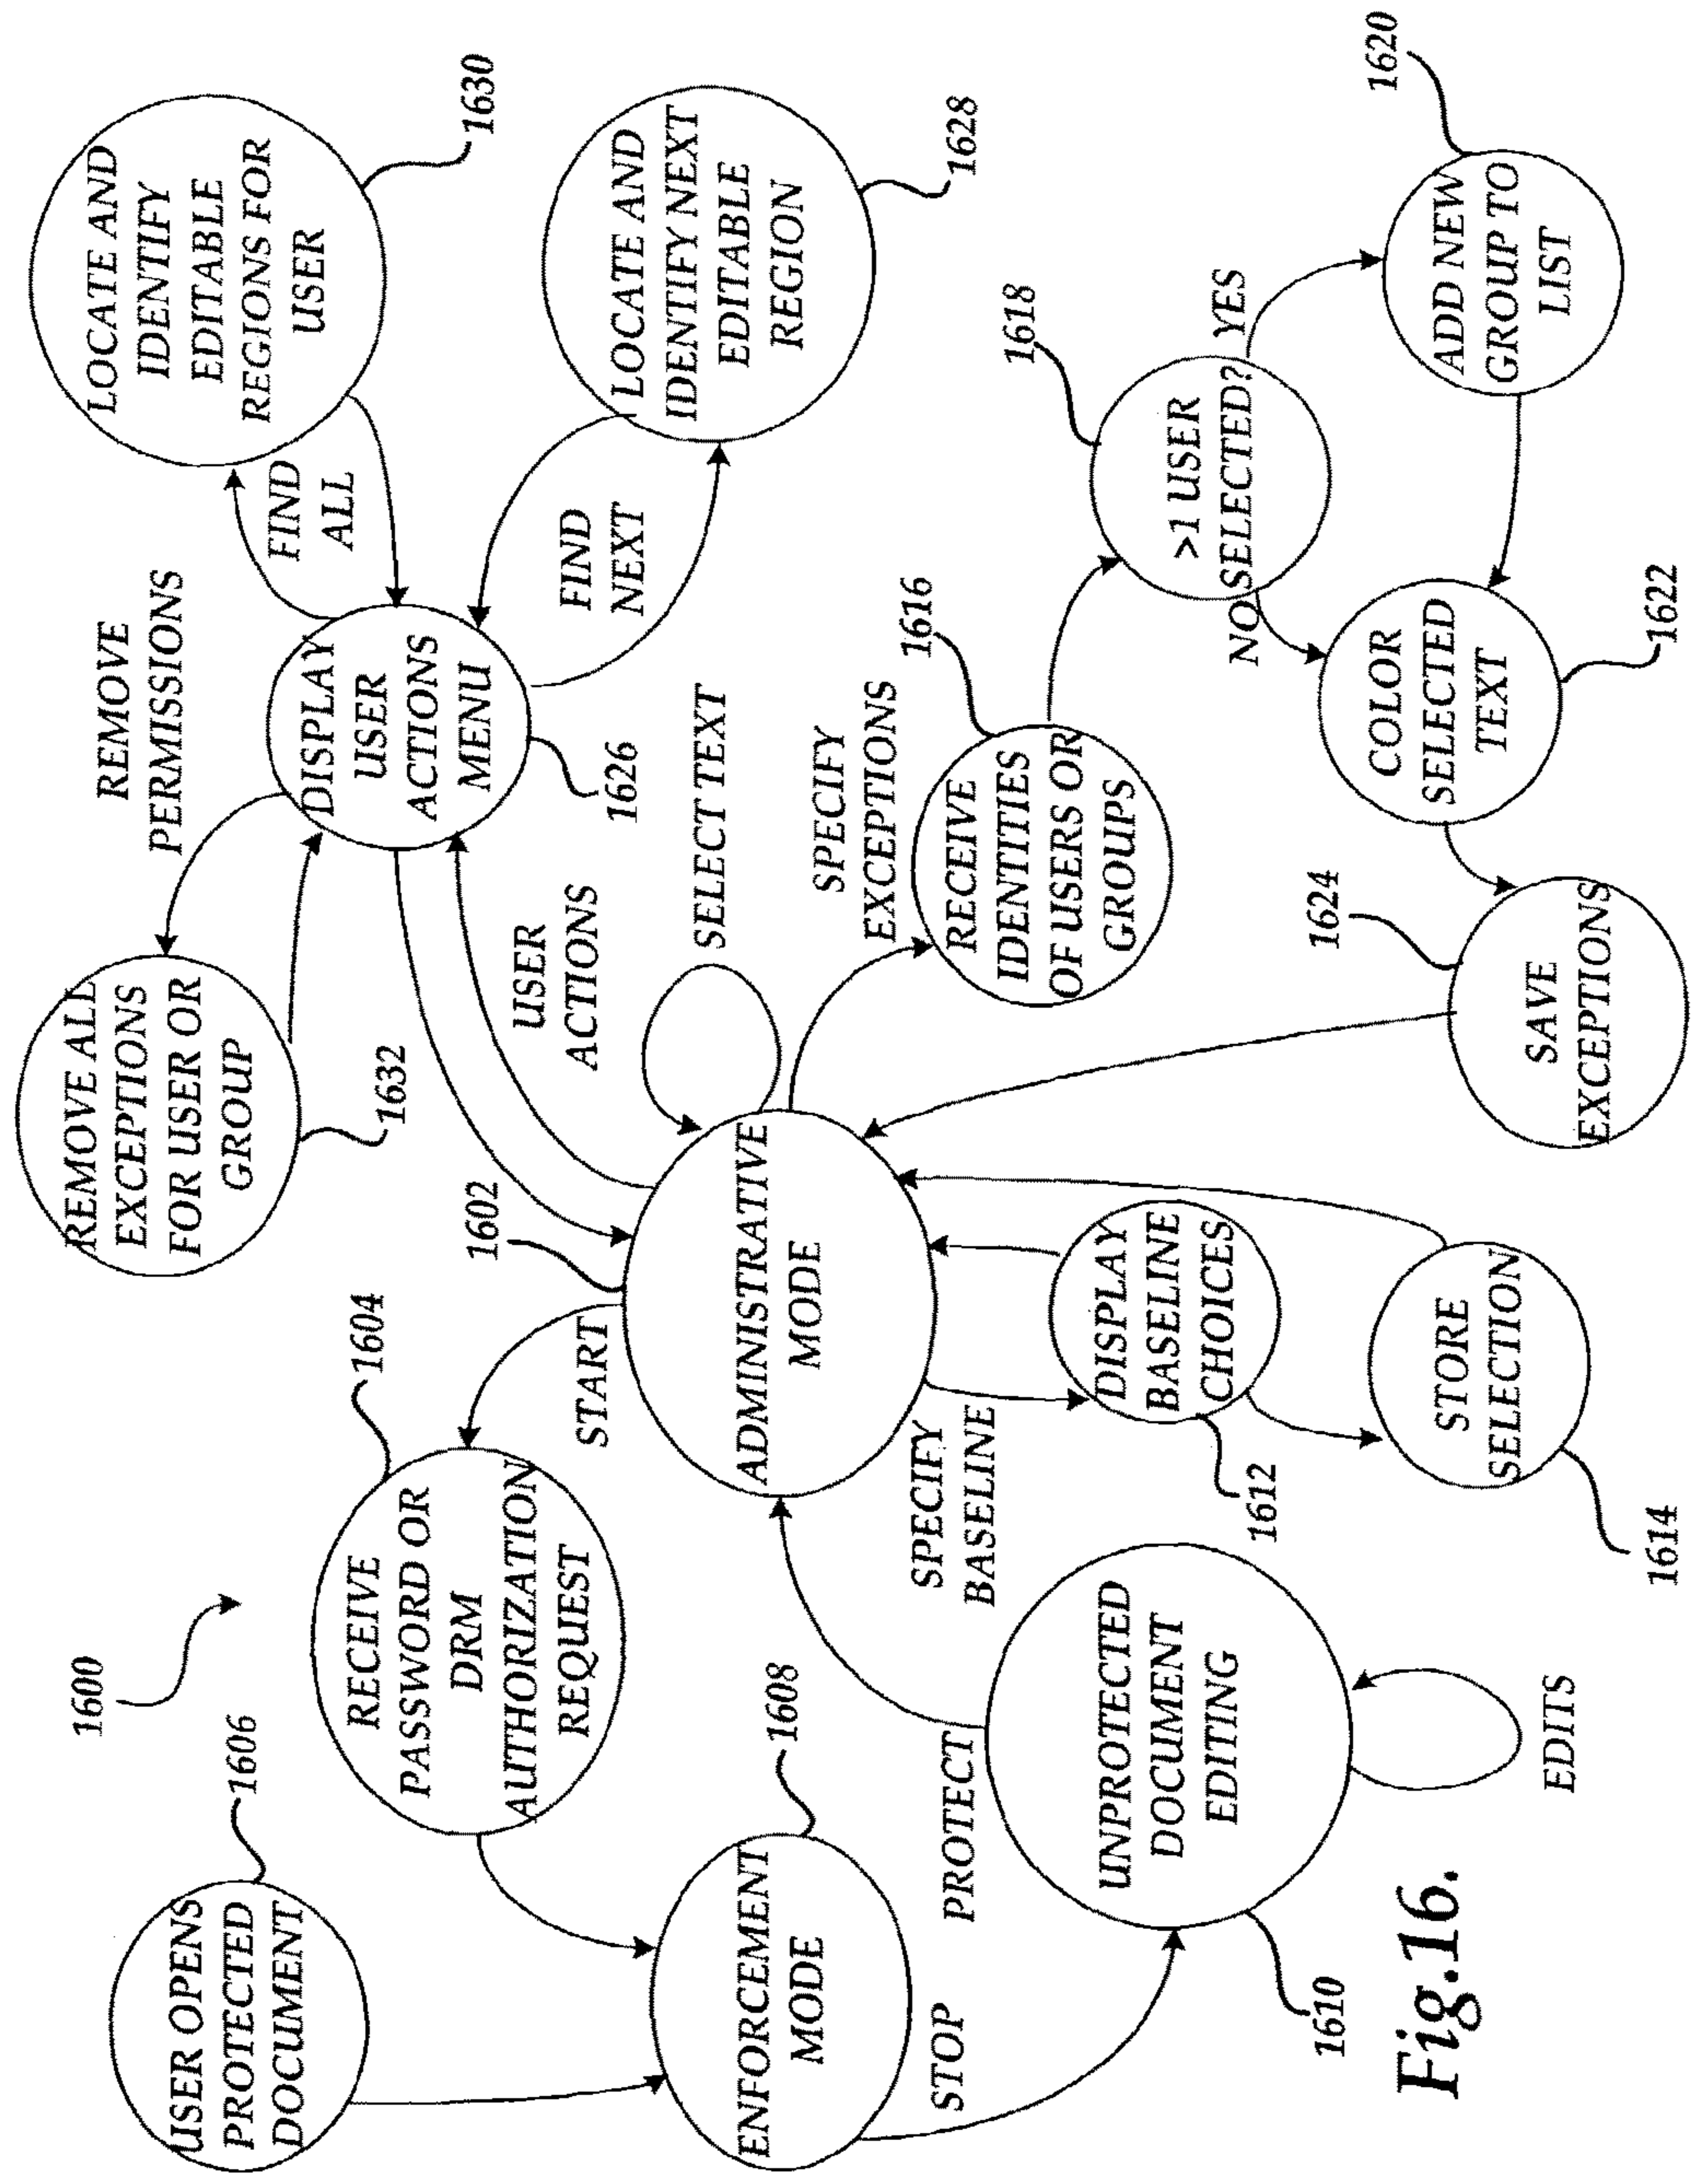 1600
USER OPENS
PROTECTED
DOCUMENT
1606
RECEIVE
PASSWORD OR
DRM
AUTHORIZATION
REQUEST
1604
REMOVE ALL
EXCEPTIONS
FOR USER OR
GROUP
1632
REMOVE
PERMISSIONS
DISPLAY
USER
ACTIONS
MENU
1626
FIND
ALL
LOCATE AND
IDENTIFY
EDITABLE
REGIONS FOR
USER
1630
FIND
NEXT
LOCATE AND
IDENTIFY NEXT
EDITABLE
REGION
1628
ENFORCEMENT
MODE
1608
START
1602
ADMINISTRATIVE
MODE
USER
ACTIONS
SELECT TEXT
STOP
PROTECT
UNPROTECTED
DOCUMENT
EDITING
1610
EDITS
SPECIFY
BASELINE
DISPLAY
BASELINE
CHOICES
1612
STORE
SELECTION
1614
SPECIFY
EXCEPTIONS
RECEIVE
IDENTITIES
OF USERS OR
GROUPS
1616
>1 USER
SELECTED?
1618
YES
NO
ADD NEW
GROUP TO
LIST
1620
COLOR
SELECTED
TEXT
1622
SAVE
EXCEPTIONS
1624
Fig.16.